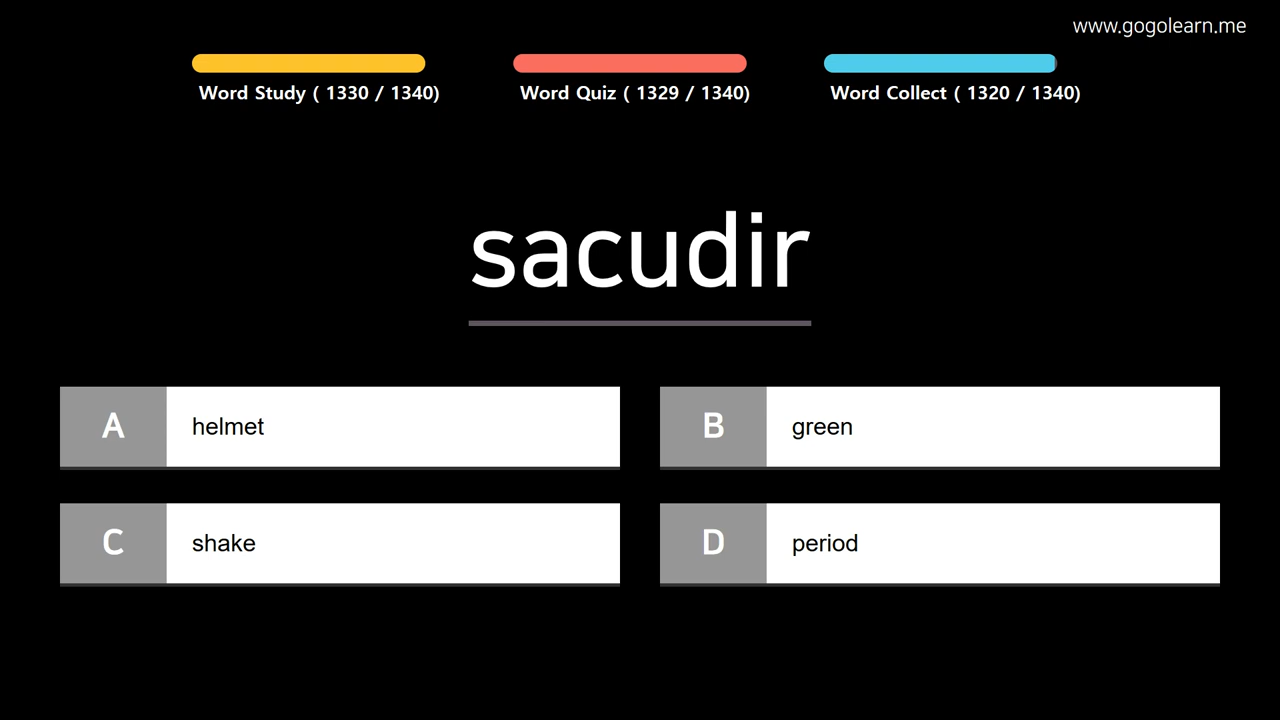 www.gogolearn.me
Word Study ( 1330 / 1340)
Word Quiz ( 1329 / 1340)
Word Collect ( 1320 / 1340)
sacudir
A helmet
B green
C shake
D period